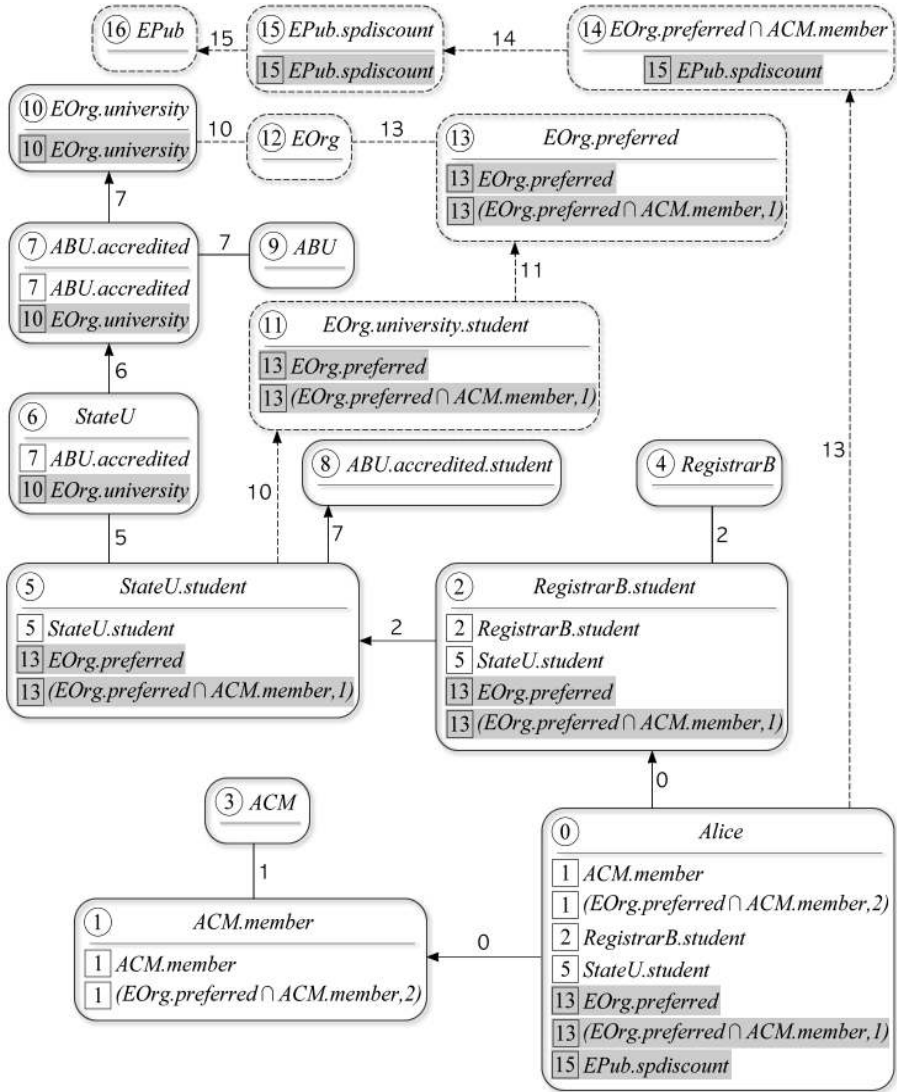 16 EPub
15
15 EPub.spdiscount
15 EPub.spdiscount
14
14 EOrg.preferred ∩ ACM.member
15 EPub.spdiscount
10 EOrg.university
10 EOrg.university
10
12 EOrg
13
13 EOrg.preferred
13 EOrg.preferred
13 (EOrg.preferred ∩ ACM.member,1)
7
7 ABU.accredited
7 ABU.accredited
10 EOrg.university
7
9 ABU
11
11 EOrg.university.student
13 EOrg.preferred
13 (EOrg.preferred ∩ ACM.member,1)
6
6 StateU
7 ABU.accredited
10 EOrg.university
13
8 ABU.accredited.student
4 RegistrarB
10
5
7
2
5 StateU.student
5 StateU.student
13 EOrg.preferred
13 (EOrg.preferred ∩ ACM.member,1)
2
2 RegistrarB.student
2 RegistrarB.student
5 StateU.student
13 EOrg.preferred
13 (EOrg.preferred ∩ ACM.member,1)
0
3 ACM
1
1 ACM.member
1 ACM.member
1 (EOrg.preferred ∩ ACM.member,2)
0
0 Alice
1 ACM.member
1 (EOrg.preferred ∩ ACM.member,2)
2 RegistrarB.student
5 StateU.student
13 EOrg.preferred
13 (EOrg.preferred ∩ ACM.member,1)
15 EPub.spdiscount